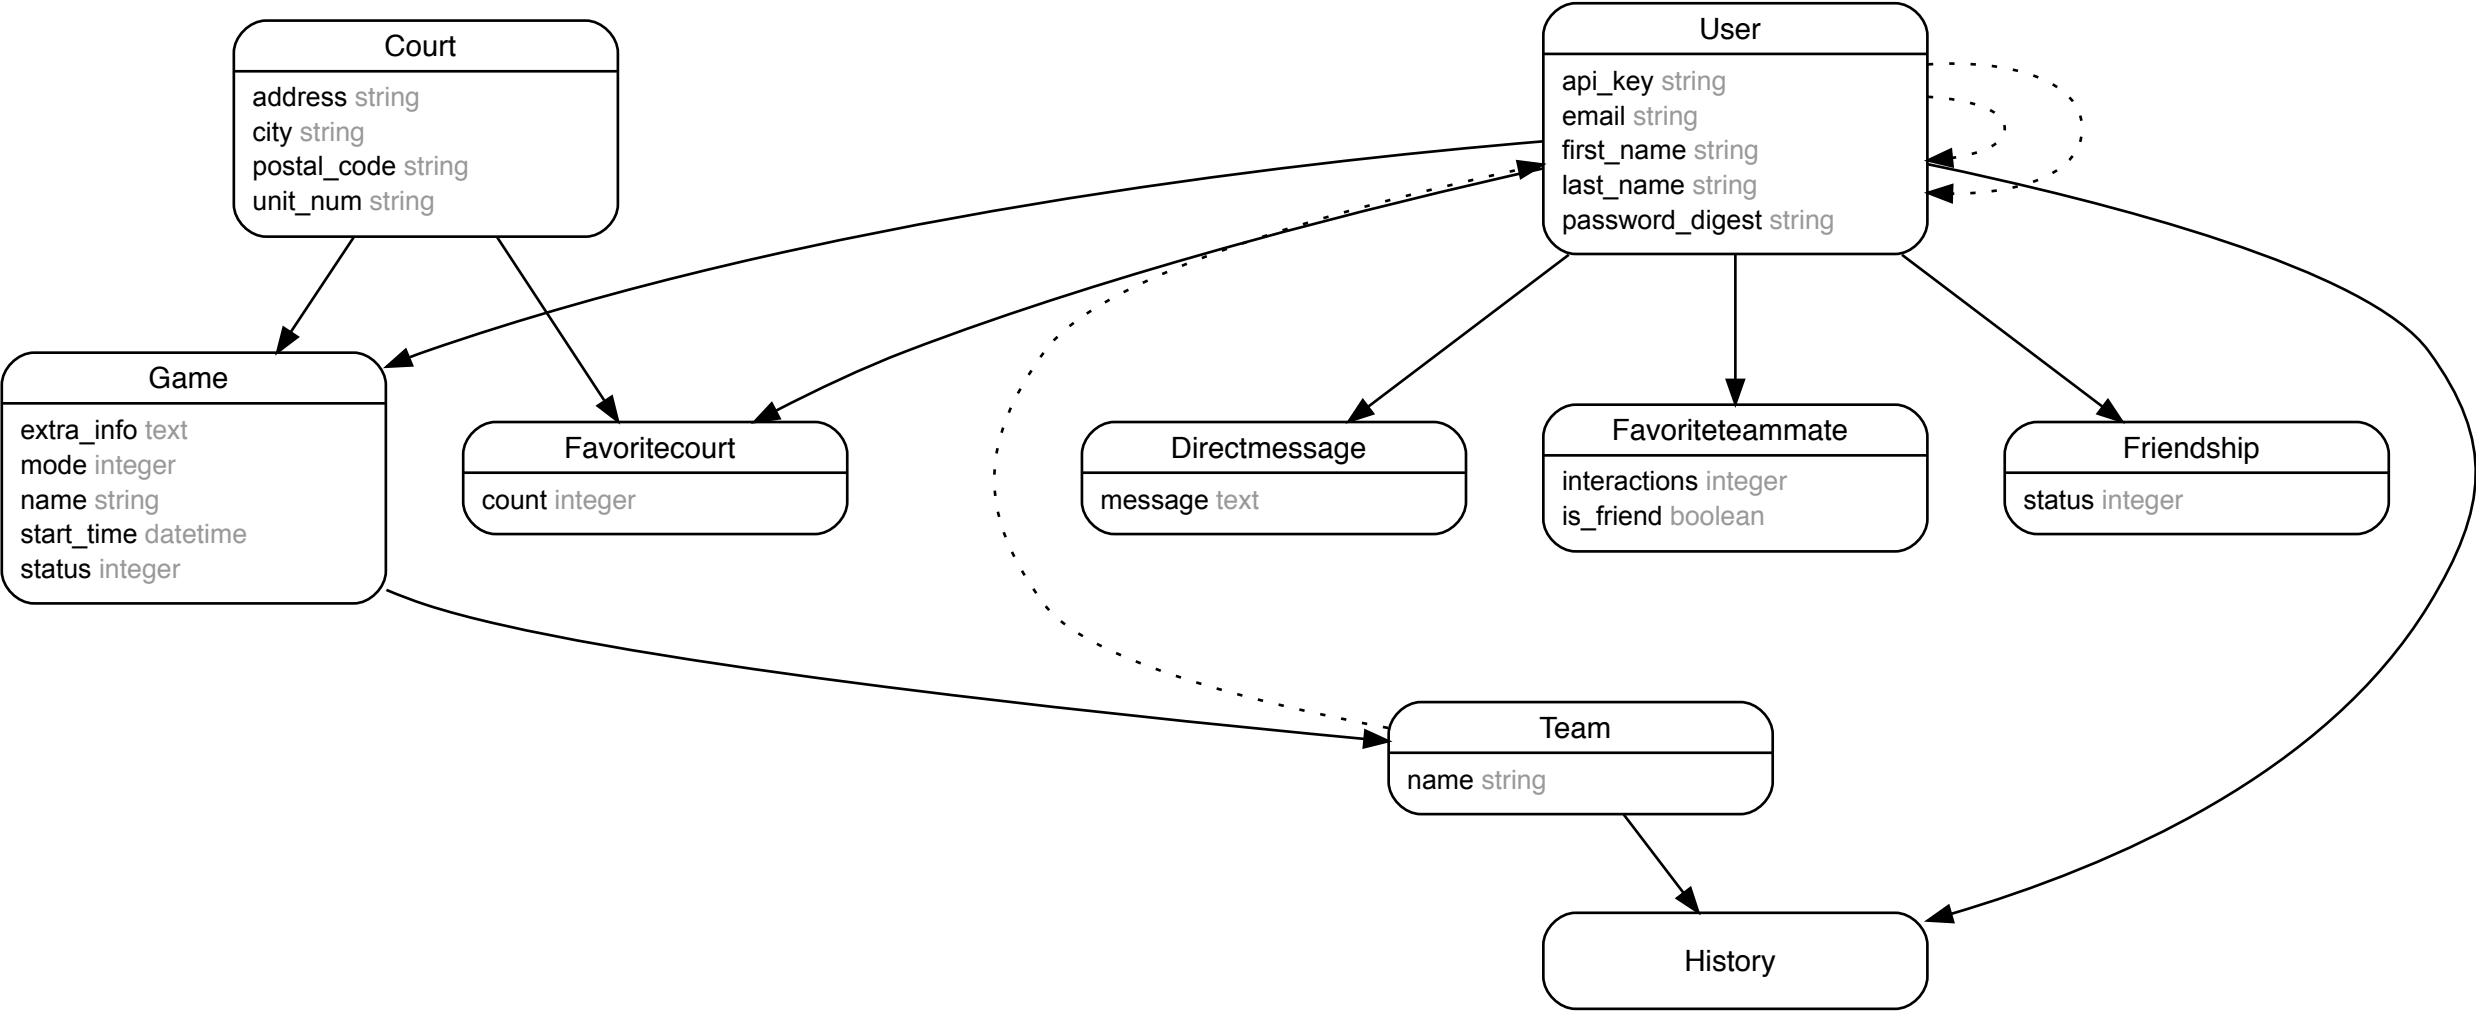 Court
address string
city string
postal_code string
unit_num string
User
api_key string
email string
first_name string
last_name string
password_digest string
Game
extra_info text
mode integer
name string
start_time datetime
status integer
Favoritecourt
count integer
Directmessage
message text
Favoriteteammate
interactions integer
is_friend boolean
Friendship
status integer
Team
name string
History